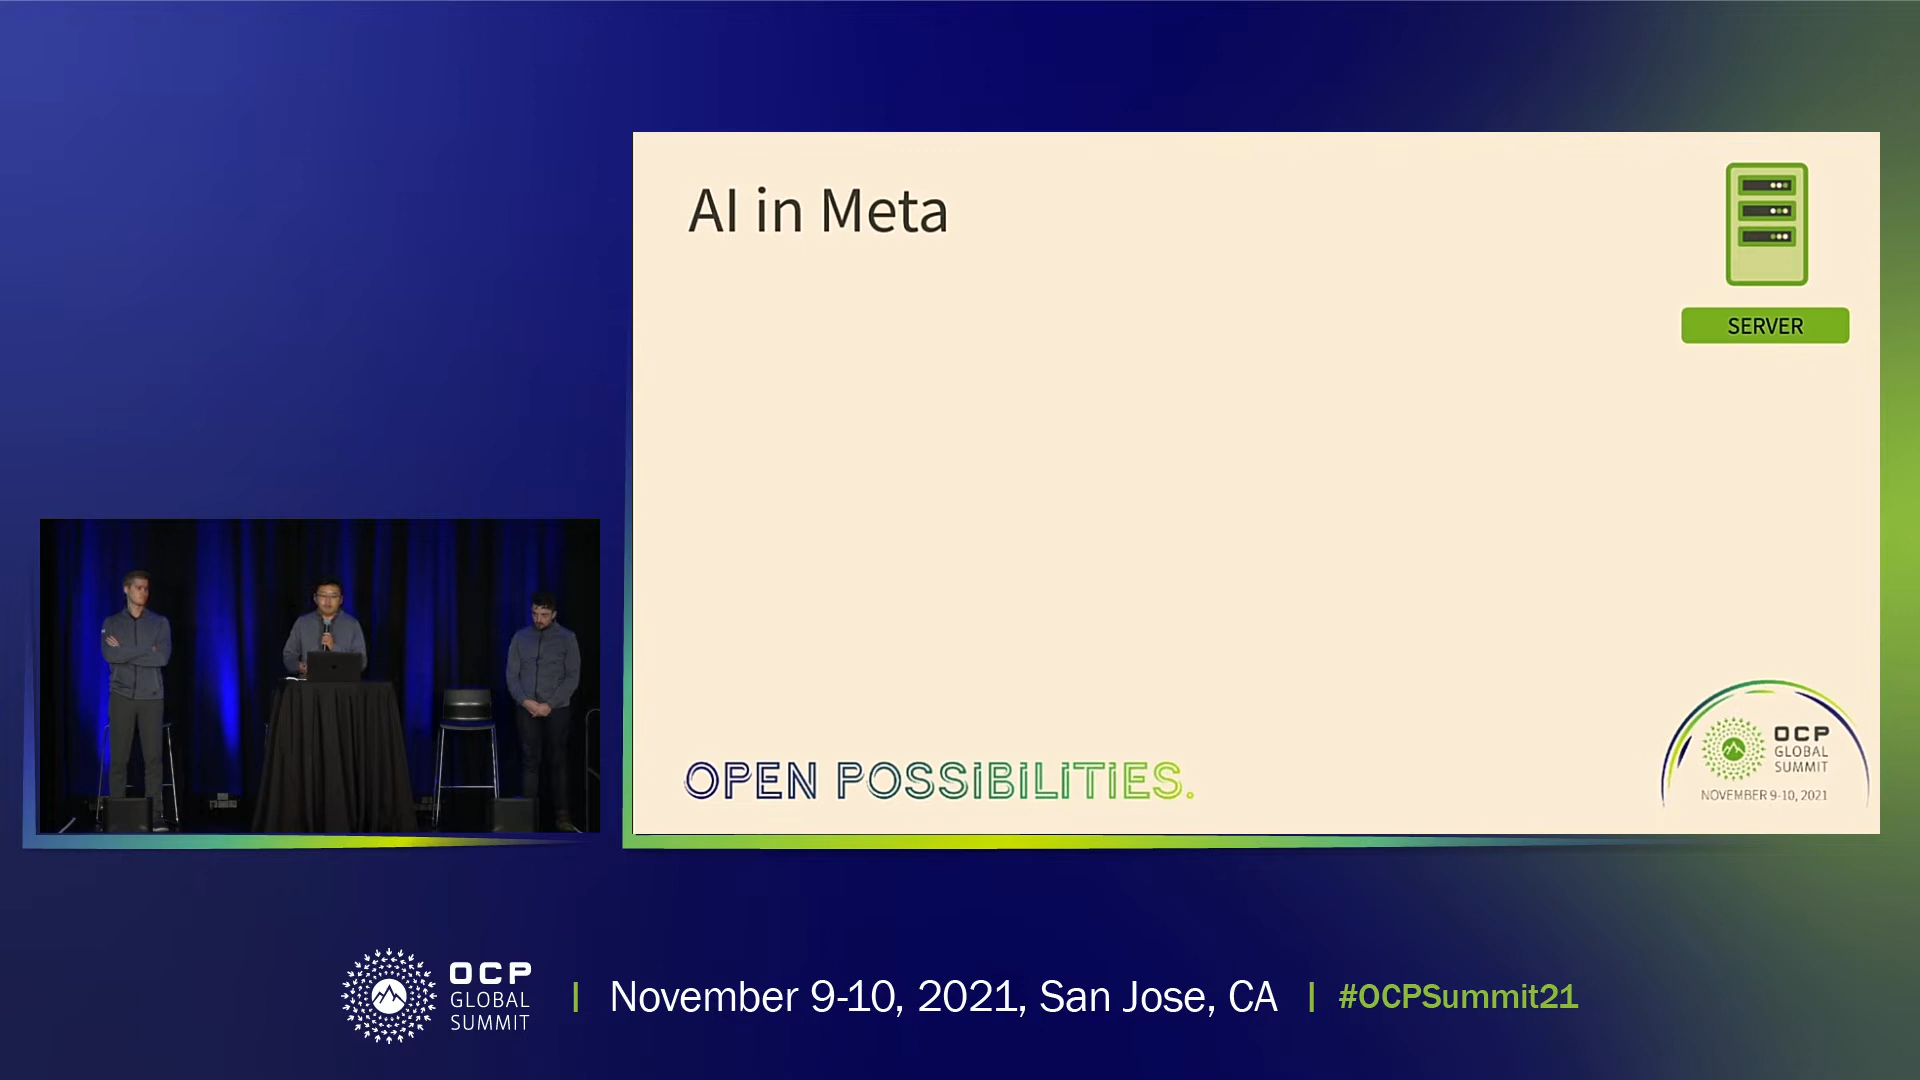 AI in Meta
SERVER
OPEN POSSIBILITIES.
OCP
GLOBAL
SUMMIT
NOVEMBER 9-10, 2021
OCP
GLOBAL
SUMMIT
November 9-10, 2021, San Jose, CA
#OCPSummit21